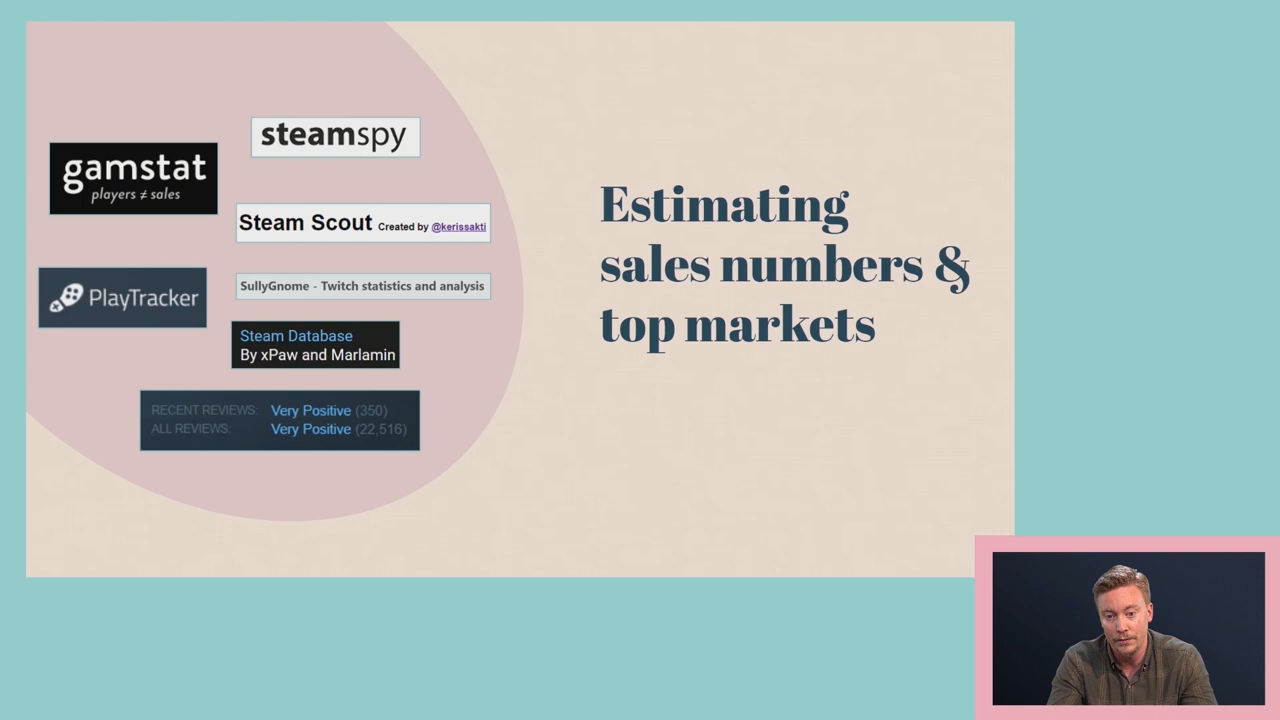 steamspy
gamstat
players ≠ sales
Steam Scout Created by @kerissakti
PlayTracker
SullyGnome - Twitch statistics and analysis
Steam Database
By xPaw and Marlamin
RECENT REVIEWS: Very Positive (350)
ALL REVIEWS: Very Positive (22,516)
Estimating
sales numbers &
top markets